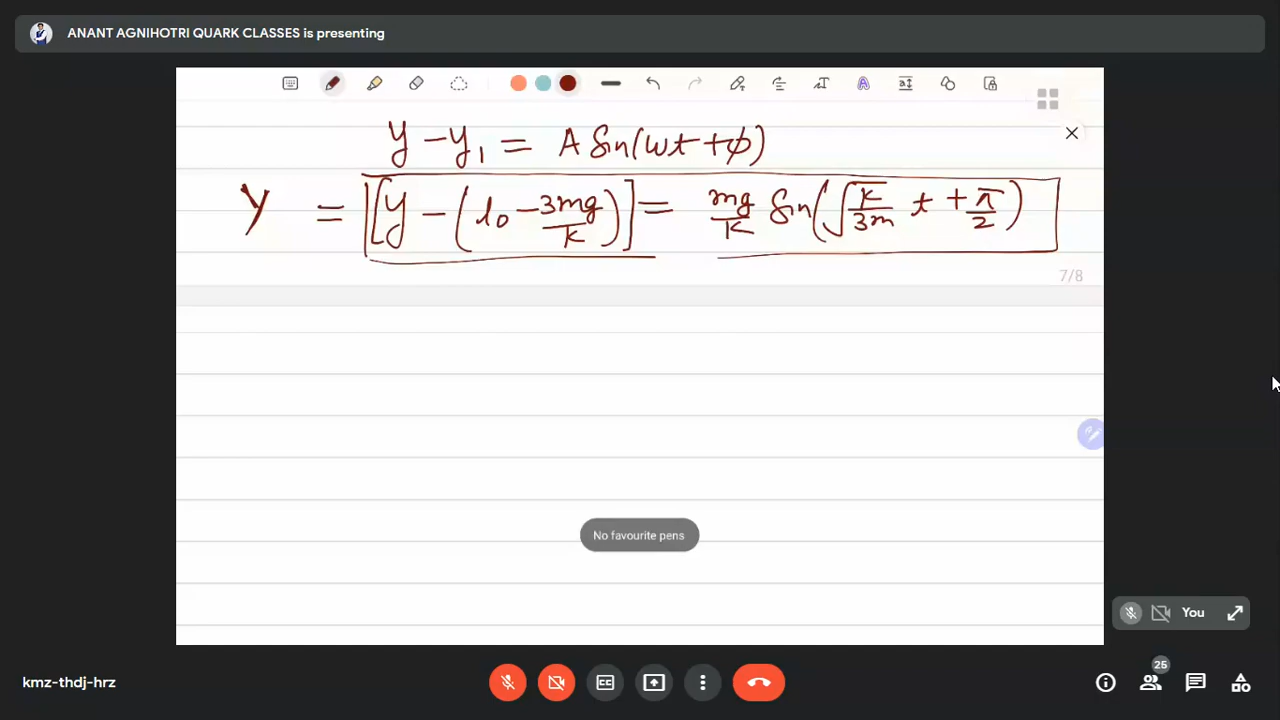 ANANT AGNIHOTRI QUARK CLASSES is presenting
y - y₁ = A Sin(ωt + φ)
Y = [y - (l₀ - 3mg/k)] = mg/k Sin(√(k/3m) t + π/2)
7/8
No favourite pens
You
kmz-thdj-hrz
25